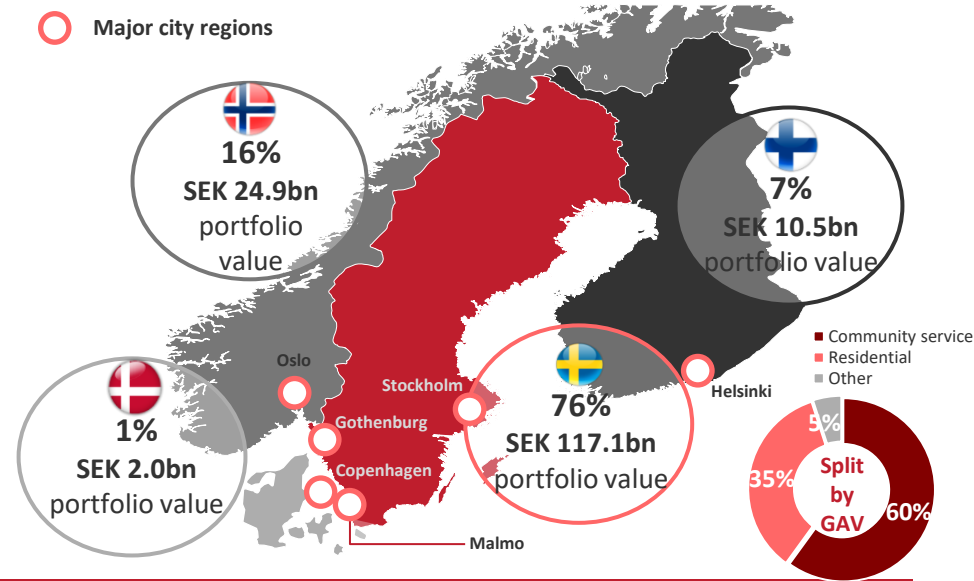 Major city regions
16%
SEK 24.9bn
portfolio
value
7%
SEK 10.5bn
portfolio value
1%
SEK 2.0bn
portfolio value
76%
SEK 117.1bn
portfolio value
Oslo
Stockholm
Gothenburg
Copenhagen
Malmo
Helsinki
Community service
Residential
Other
5%
35%
60%
Split
by
GAV